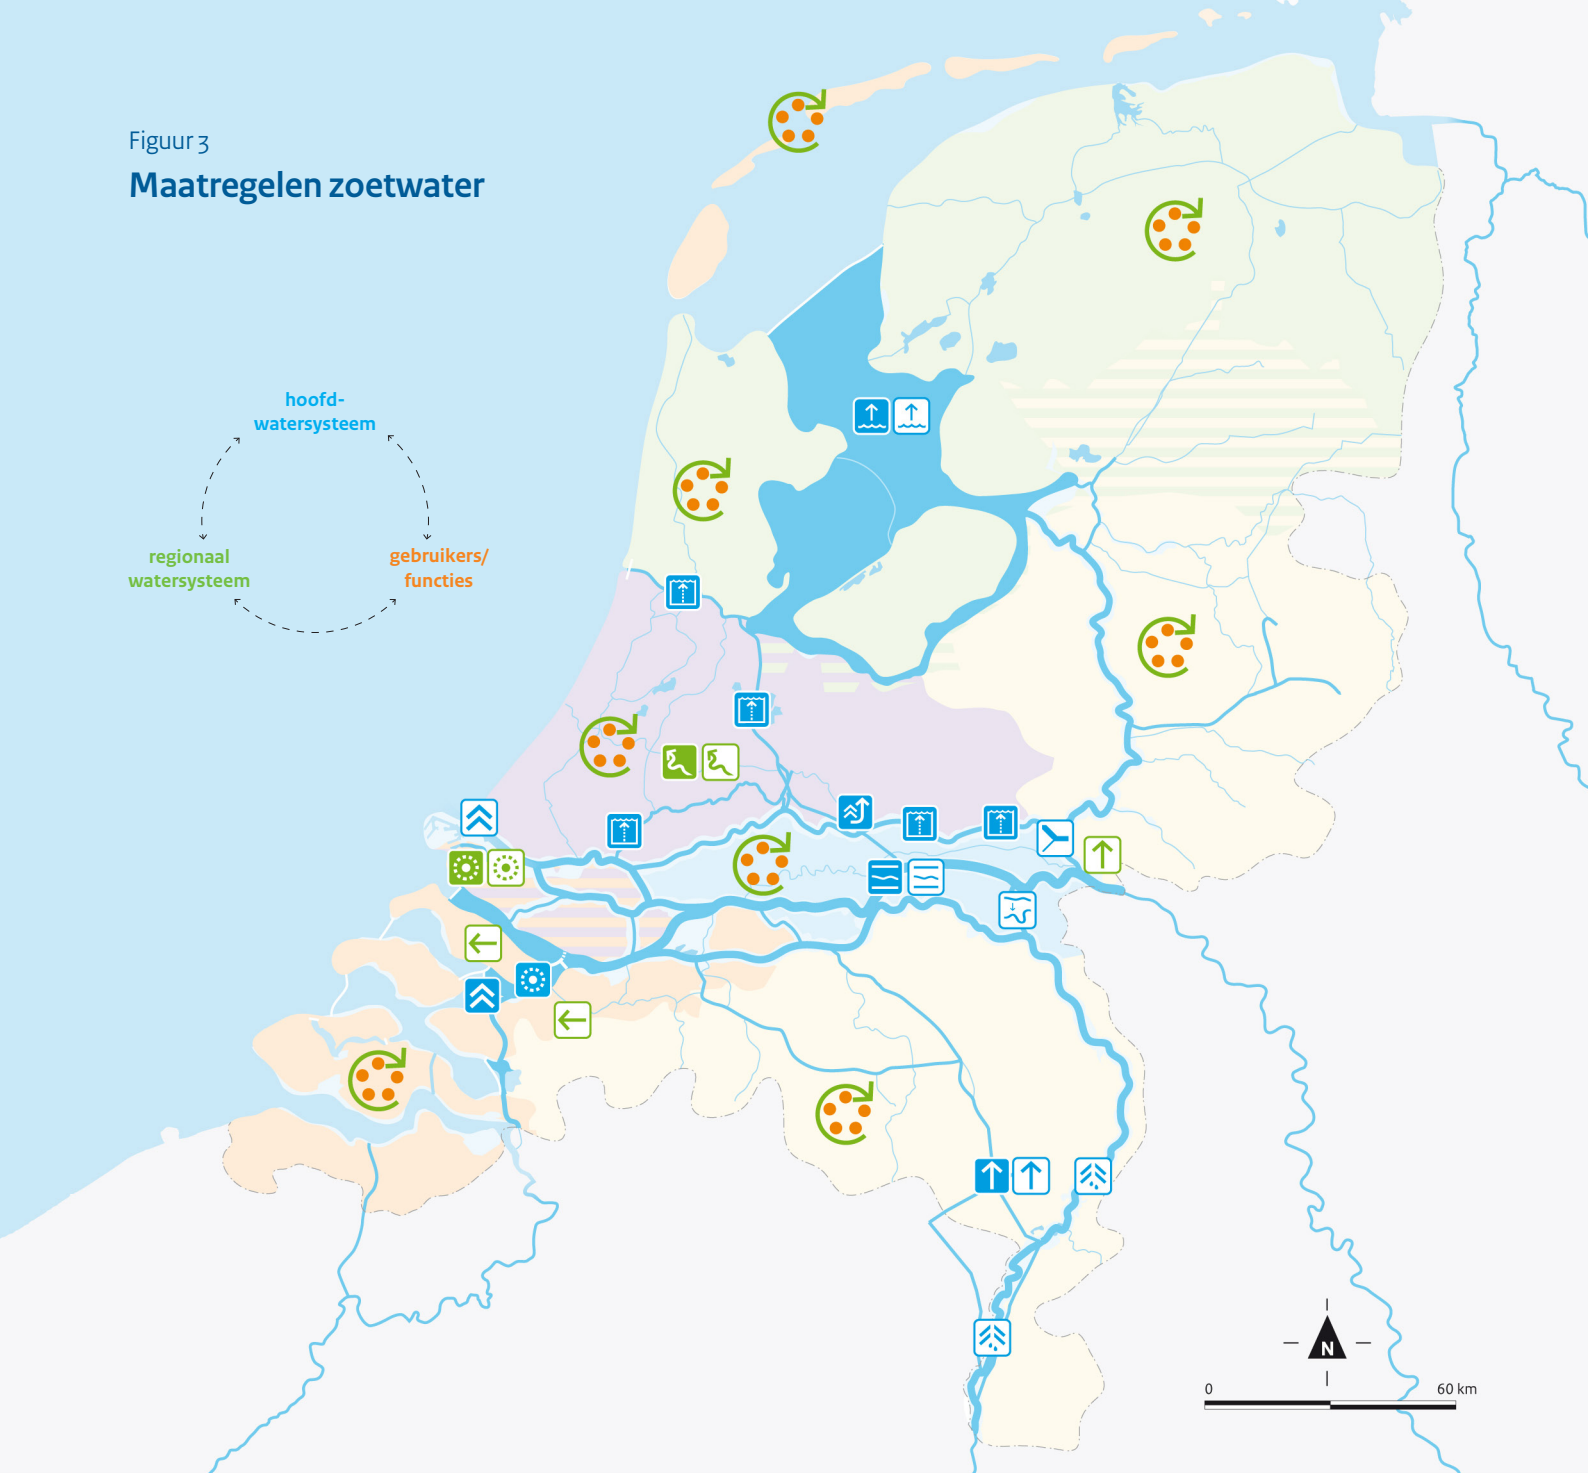 Figuur 3
Maatregelen zoetwater
hoofd-
watersysteem
regionaal
watersysteem
gebruikers/
functies
N
0
60 km